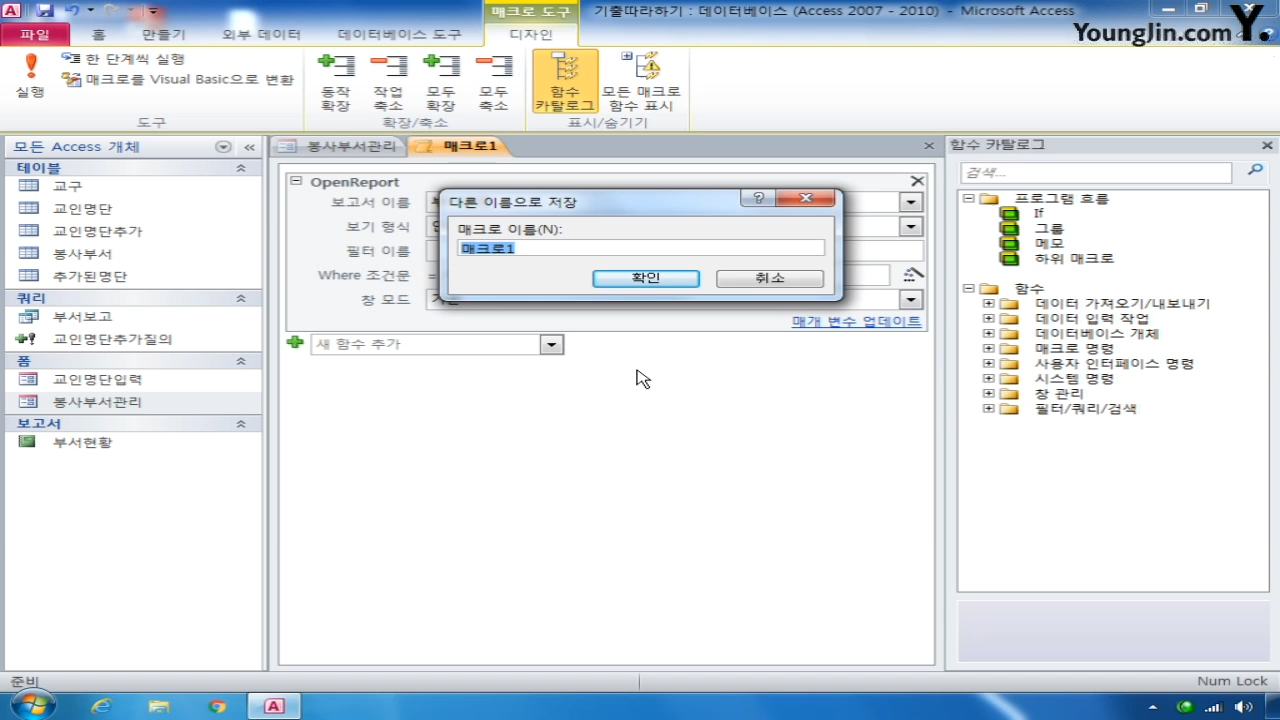 매크로 도구
기출따라하기 : 데이터베이스 (Access 2007 - 2010) - Microsoft Access
YoungJin.com Y.
파일 홈 만들기 외부 데이터 데이터베이스 도구 디자인
실행
한 단계씩 실행
매크로를 Visual Basic으로 변환
도구
동작 확장
작업 축소
모두 확장
모두 축소
확장/축소
함수 카탈로그
모든 매크로 함수 표시
표시/숨기기
모든 Access 개체
테이블
교구
교인명단
교인명단추가
봉사부서
추가된명단
쿼리
부서보고
교인명단추가질의
폼
교인명단입력
봉사부서관리
보고서
부서현황
봉사부서관리 매크로1
OpenReport
보고서 이름
보기 형식
필터 이름
Where 조건문 =
창 모드
매개 변수 업데이트
새 함수 추가
다른 이름으로 저장
매크로 이름(N):
매크로1
확인 취소
함수 카탈로그
검색...
프로그램 흐름
If
그룹
메모
하위 매크로
함수
데이터 가져오기/내보내기
데이터 입력 작업
데이터베이스 개체
매크로 명령
사용자 인터페이스 명령
시스템 명령
창 관리
필터/쿼리/검색
준비
Num Lock